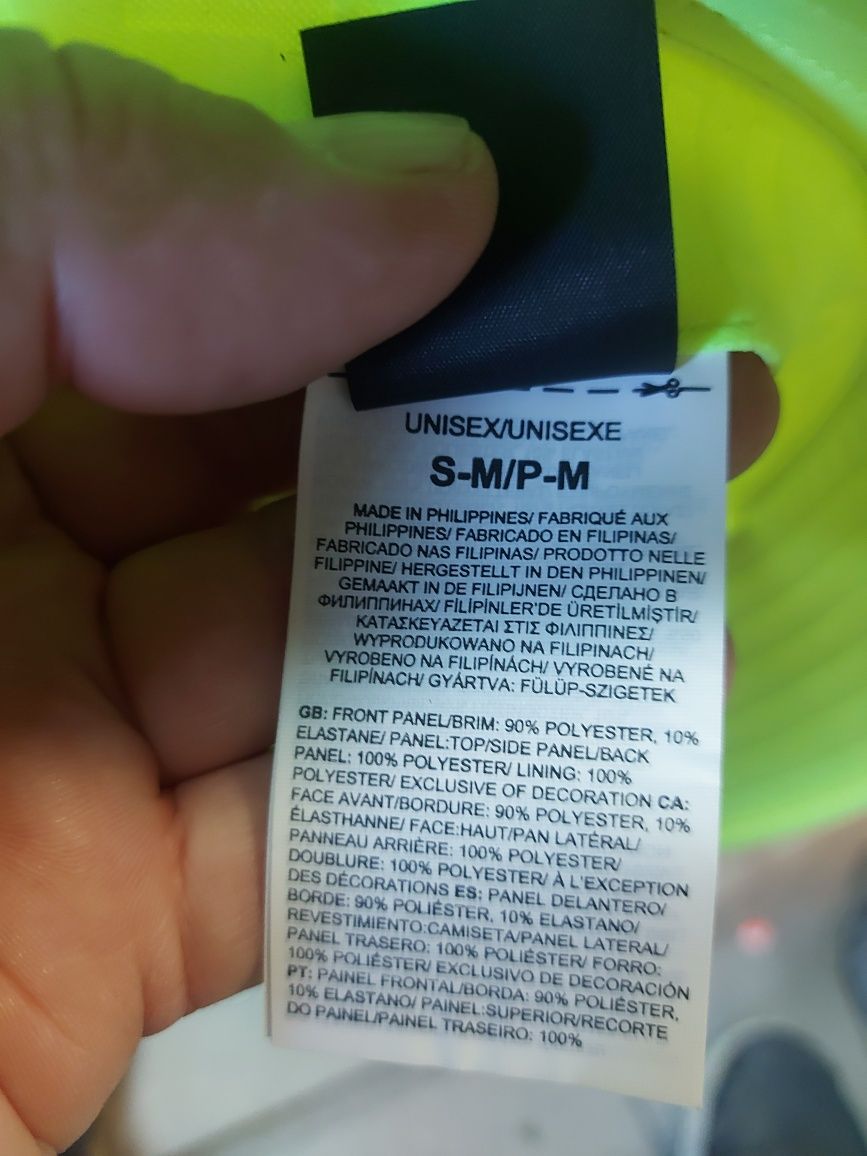 UNISEX/UNISEXE
S-M/P-M
MADE IN PHILIPPINES/ FABRIQUÉ AUX
PHILIPPINES/ FABRICADO EN FILIPINAS/
FABRICADO NAS FILIPINAS/ PRODOTTO NELLE
FILIPPINE/ HERGESTELLT IN DEN PHILIPPINEN/
GEMAAKT IN DE FILIPIJNEN/ СДЕЛАНО В
ФИЛИППИНАХ/ FİLİPİNLER'DE ÜRETİLMİŞTİR/
ΚΑΤΑΣΚΕΥΑΖΕΤΑΙ ΣΤΙΣ ΦΙΛΙΠΠΙΝΕΣ/
WYPRODUKOWANO NA FILIPINACH/
VYROBENO NA FILIPÍNÁCH/ VYROBENÉ NA
FILIPÍNACH/ GYÁRTVA: FÜLÜP-SZIGETEK
GB: FRONT PANEL/BRIM: 90% POLYESTER, 10%
ELASTANE/ PANEL:TOP/SIDE PANEL/BACK
PANEL: 100% POLYESTER/ LINING: 100%
POLYESTER/ EXCLUSIVE OF DECORATION CA:
FACE AVANT/BORDURE: 90% POLYESTER, 10%
ÉLASTHANNE/ FACE:HAUT/PAN LATÉRAL/
PANNEAU ARRIÈRE: 100% POLYESTER/
DOUBLURE: 100% POLYESTER/ À L'EXCEPTION
DES DÉCORATIONS ES: PANEL DELANTERO/
BORDE: 90% POLIÉSTER, 10% ELASTANO/
REVESTIMIENTO:CAMISETA/PANEL LATERAL/
PANEL TRASERO: 100% POLIÉSTER/ FORRO:
100% POLIÉSTER/ EXCLUSIVO DE DECORACIÓN
PT: PAINEL FRONTAL/BORDA: 90% POLIÉSTER,
10% ELASTANO/ PAINEL:SUPERIOR/RECORTE
DO PAINEL/PAINEL TRASEIRO: 100%